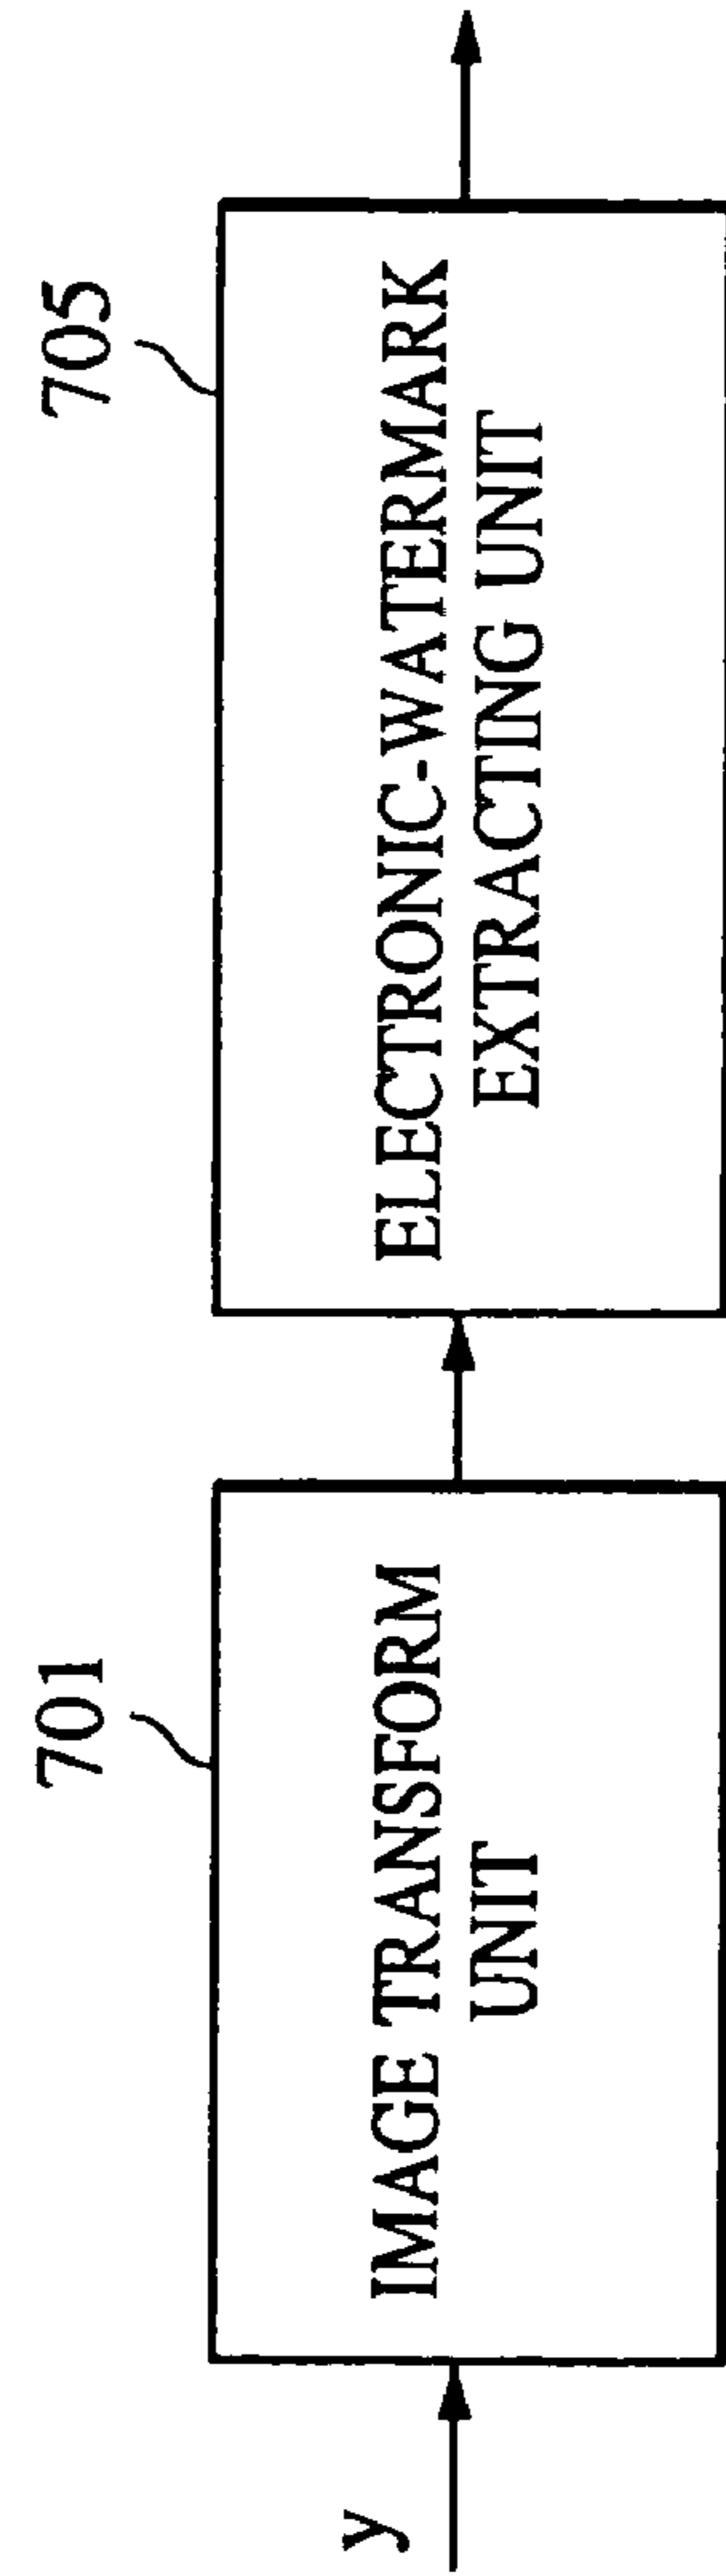 701
705
y
IMAGE TRANSFORM
UNIT
ELECTRONIC-WATERMARK
EXTRACTING UNIT